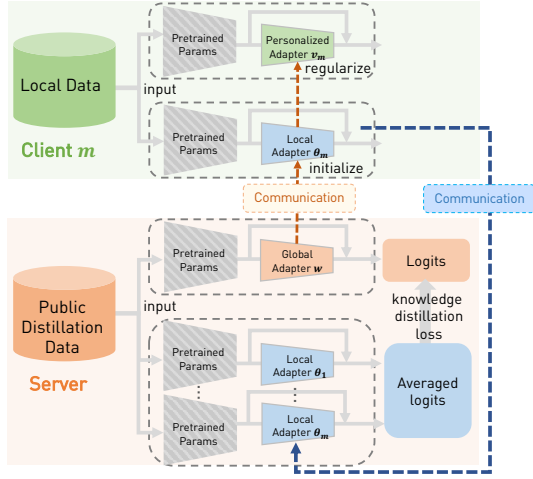 Pretrained
Params
Personalized
Adapter v_m
regularize
Local Data
input
Client m
Pretrained
Params
Local
Adapter θ_m
initialize
Communication
Communication
Pretrained
Params
Global
Adapter w
Logits
Public
Distillation
Data
input
knowledge
distillation
loss
Server
Pretrained
Params
Local
Adapter θ_1
Averaged
logits
Pretrained
Params
Local
Adapter θ_m